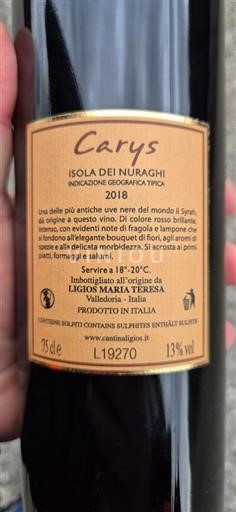 Carys
ISOLA DEI NURAGHI
INDICAZIONE GEOGRAFICA TIPICA
2018
Una delle più antiche uve nere del mondo il Syrah,
dà origine a questo vino. Di colore rosso brillante,
intenso, con evidenti note di fragola e lampone che
si fondono all'elegante bouquet di fiori, agli aromi di
spezie e alla delicata morbidezza. Si accosta ai primi
piatti, formaggi e salumi.
Servire a 18°-20°C.
Imbottigliato all'origine da
LIGIOS MARIA TERESA
Valledoria - Italia
PRODOTTO IN ITALIA
CONTIENE SOLFITI CONTAINS SULPHITES ENTHÄLT SULFITE
www.cantinaligios.it
75 cl e L19270 13% vol